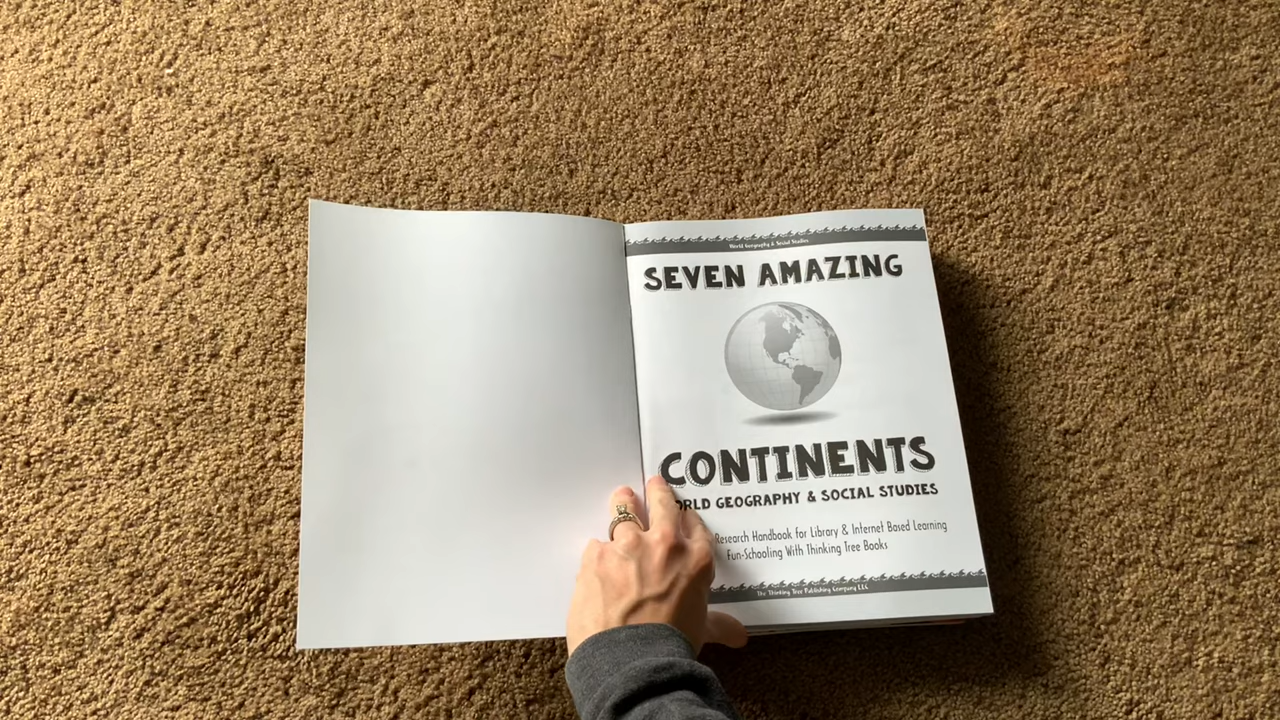 World Geography & Social Studies
SEVEN AMAZING
CONTINENTS
ORLD GEOGRAPHY & SOCIAL STUDIES
Research Handbook for Library & Internet Based Learning
Fun-Schooling With Thinking Tree Books
The Thinking Tree Publishing Company LLC